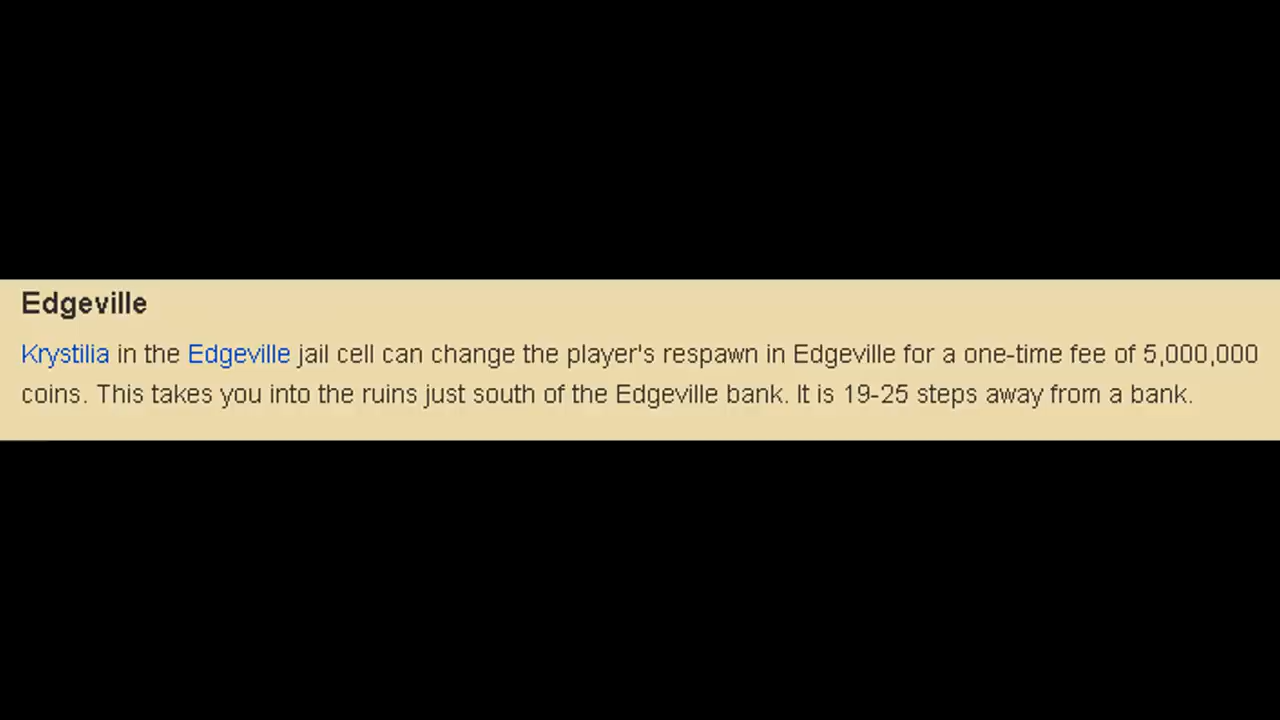 Edgeville
Krystilia in the Edgeville jail cell can change the player's respawn in Edgeville for a one-time fee of 5,000,000
coins. This takes you into the ruins just south of the Edgeville bank. It is 19-25 steps away from a bank.